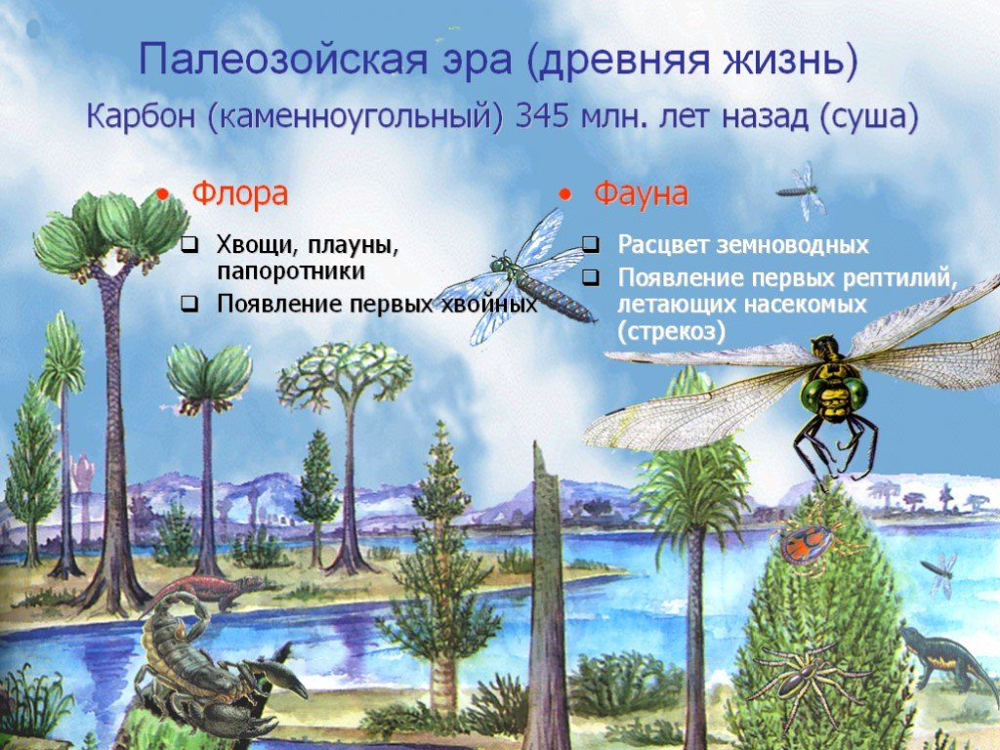 Палеозойская эра (древняя жизнь)
Карбон (каменноугольный) 345 млн. лет назад (суша)
• Флора
❑ Хвощи, плауны,
папоротники
❑ Появление первых хвойных
• Фауна
❑ Расцвет земноводных
❑ Появление первых рептилий,
летающих насекомых
(стрекоз)